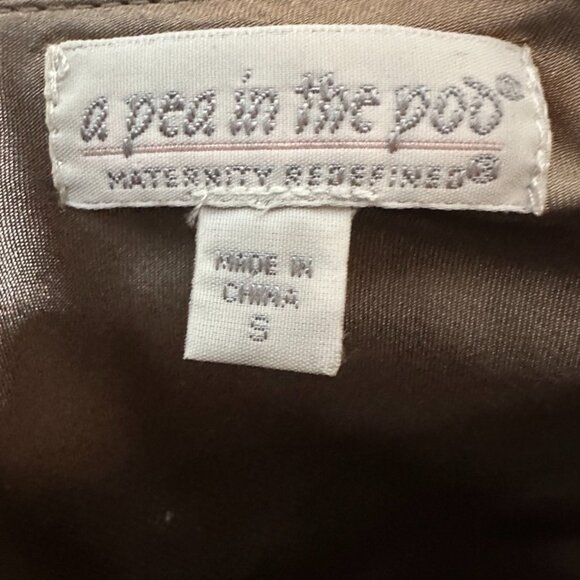 a pea in the pod®
MATERNITY REDEFINED®
MADE IN
CHINA
S